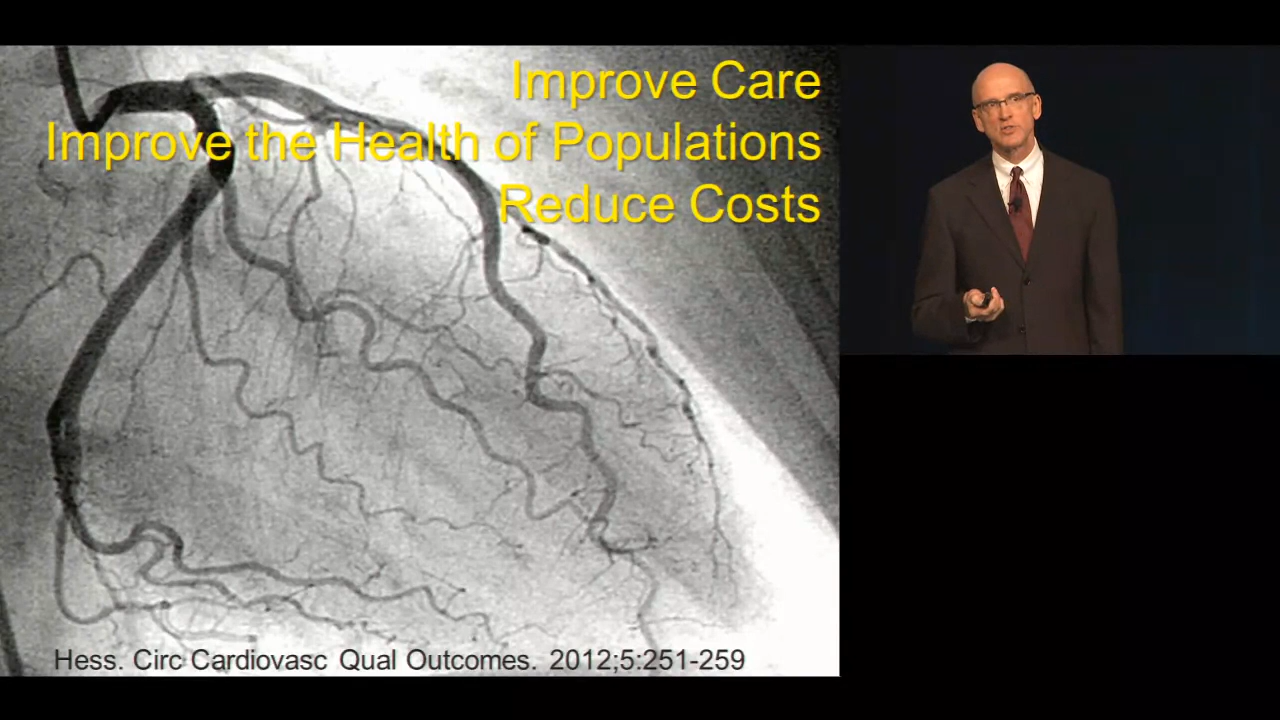 Improve Care
Improve the Health of Populations
Reduce Costs
Hess. Circ Cardiovasc Qual Outcomes. 2012;5:251-259